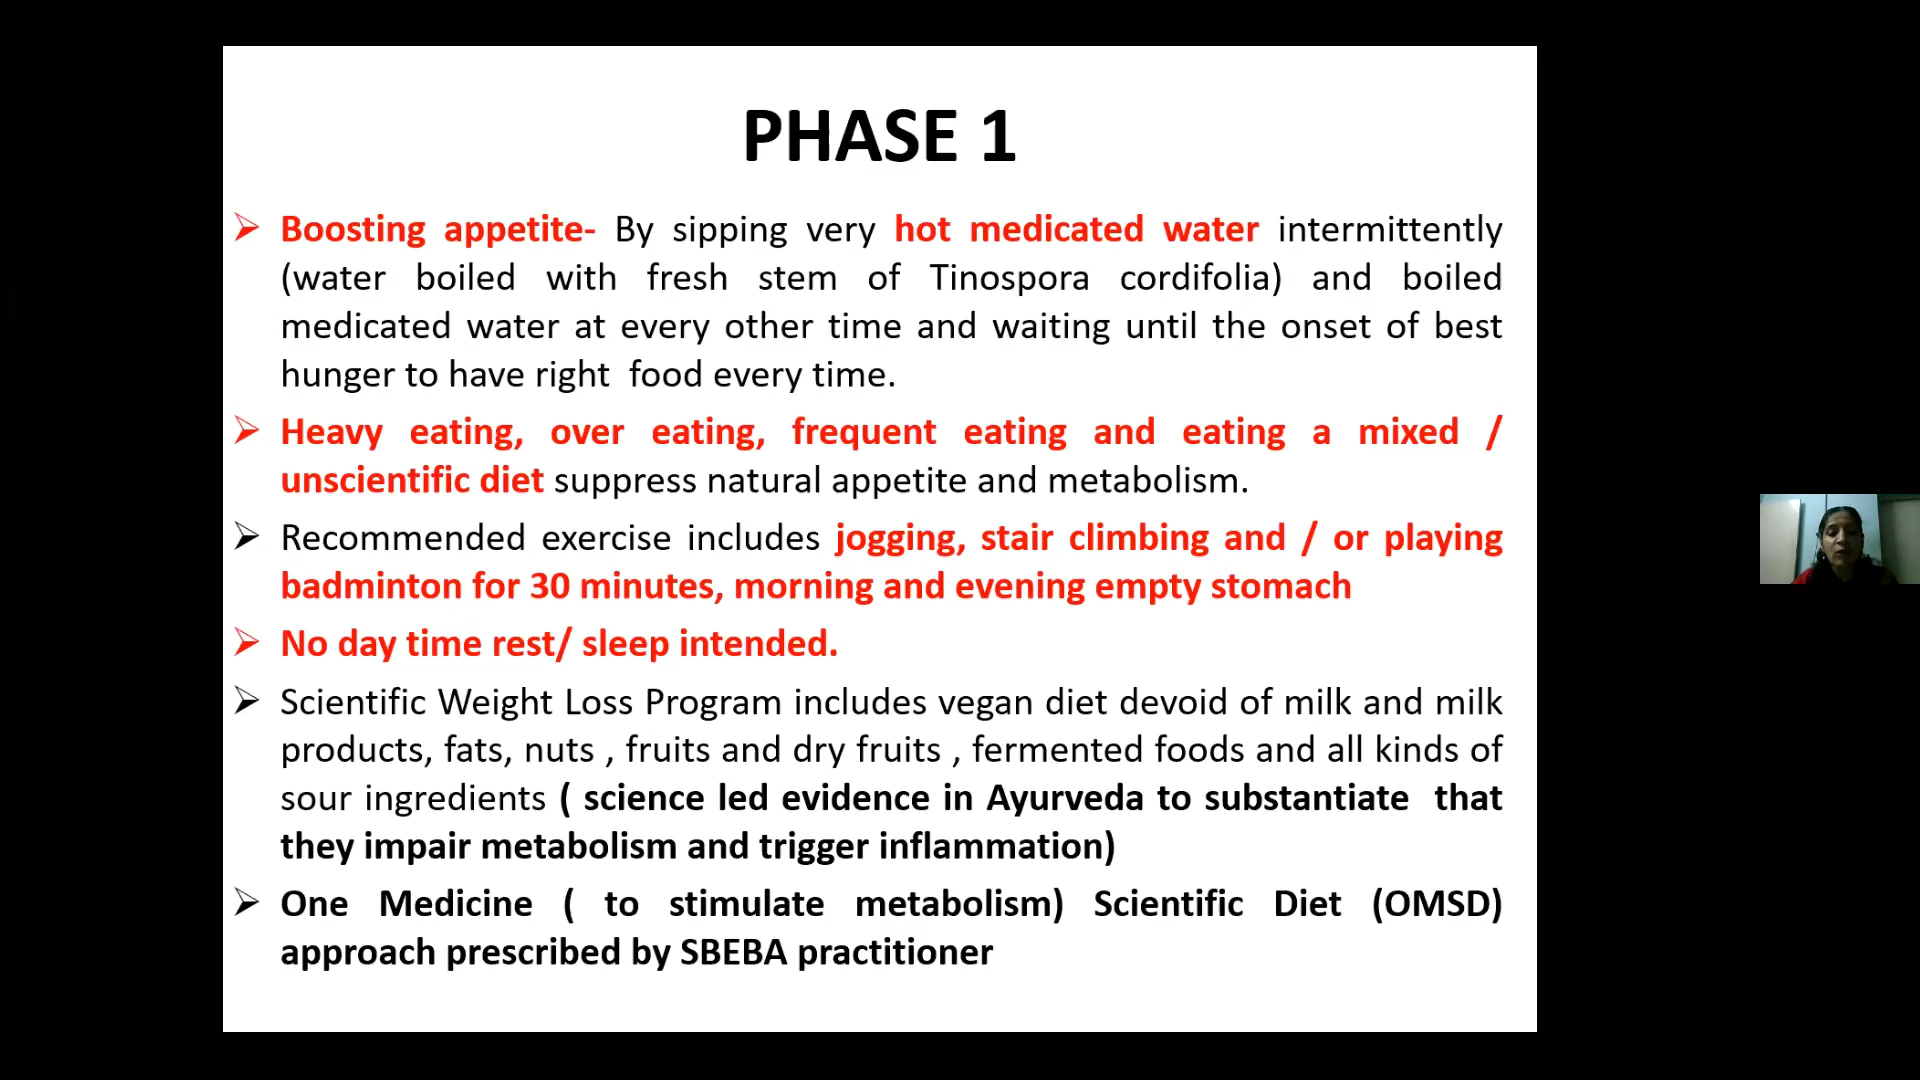 PHASE 1
Boosting appetite- By sipping very hot medicated water intermittently
(water boiled with fresh stem of Tinospora cordifolia) and boiled
medicated water at every other time and waiting until the onset of best
hunger to have right food every time.
Heavy eating, over eating, frequent eating and eating a mixed /
unscientific diet suppress natural appetite and metabolism.
Recommended exercise includes jogging, stair climbing and / or playing
badminton for 30 minutes, morning and evening empty stomach
No day time rest/ sleep intended.
Scientific Weight Loss Program includes vegan diet devoid of milk and milk
products, fats, nuts , fruits and dry fruits , fermented foods and all kinds of
sour ingredients ( science led evidence in Ayurveda to substantiate that
they impair metabolism and trigger inflammation)
One Medicine ( to stimulate metabolism) Scientific Diet (OMSD)
approach prescribed by SBEBA practitioner